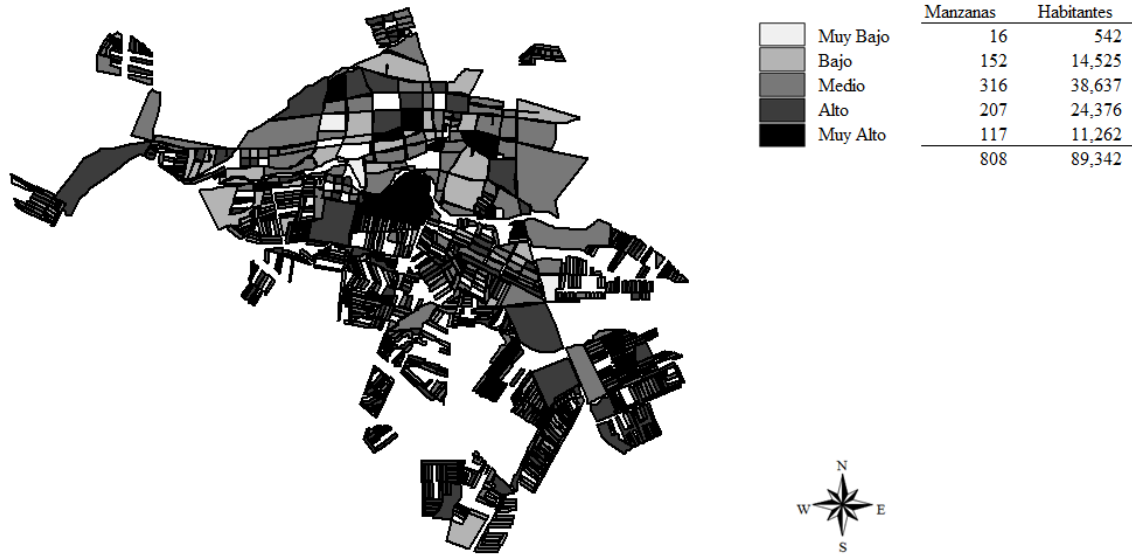 Manzanas Habitantes
Muy Bajo 16 542
Bajo 152 14,525
Medio 316 38,637
Alto 207 24,376
Muy Alto 117 11,262
808 89,342
N
W E
S